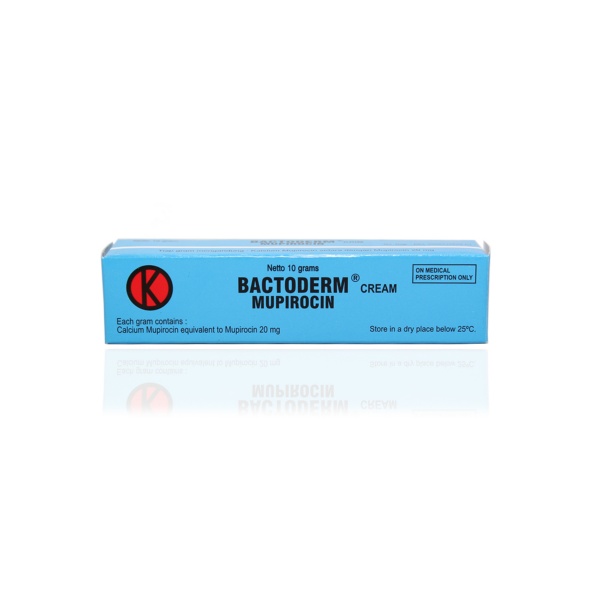 Netto 10 grams
BACTODERM® CREAM
MUPIROCIN
ON MEDICAL
PRESCRIPTION ONLY
K
Each gram contains :
Calcium Mupirocin equivalent to Mupirocin 20 mg
Store in a dry place below 25°C.